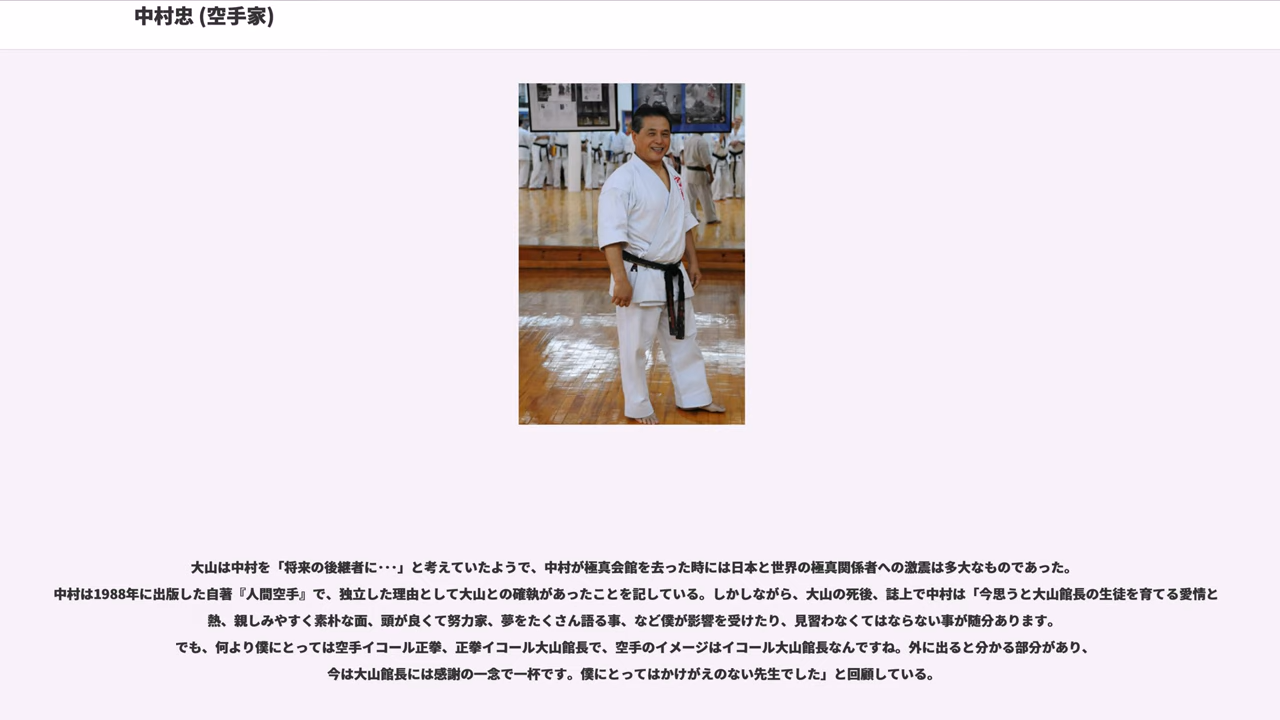 中村忠 (空手家)
大山は中村を「将来の後継者に･･･」と考えていたようで、中村が極真会館を去った時には日本と世界の極真関係者への激震は多大なものであった。
中村は1988年に出版した自著『人間空手』で、独立した理由として大山との確執があったことを記している。しかしながら、大山の死後、誌上で中村は「今思うと大山館長の生徒を育てる愛情と
熱、親しみやすく素朴な面、頭が良くて努力家、夢をたくさん語る事、など僕が影響を受けたり、見習わなくてはならない事が随分あります。
でも、何より僕にとっては空手イコール正拳、正拳イコール大山館長で、空手のイメージはイコール大山館長なんですね。外に出ると分かる部分があり、
今は大山館長には感謝の一念で一杯です。僕にとってはかけがえのない先生でした」と回顧している。